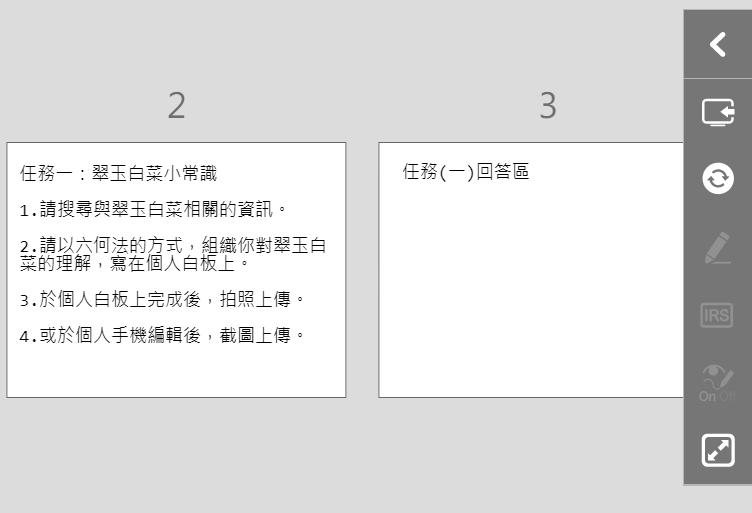 2
任務一：翠玉白菜小常識
1.請搜尋與翠玉白菜相關的資訊。
2.請以六何法的方式，組織你對翠玉白
菜的理解，寫在個人白板上。
3.於個人白板上完成後，拍照上傳。
4.或於個人手機編輯後，截圖上傳。
3
任務(一)回答區
IRS
On Off